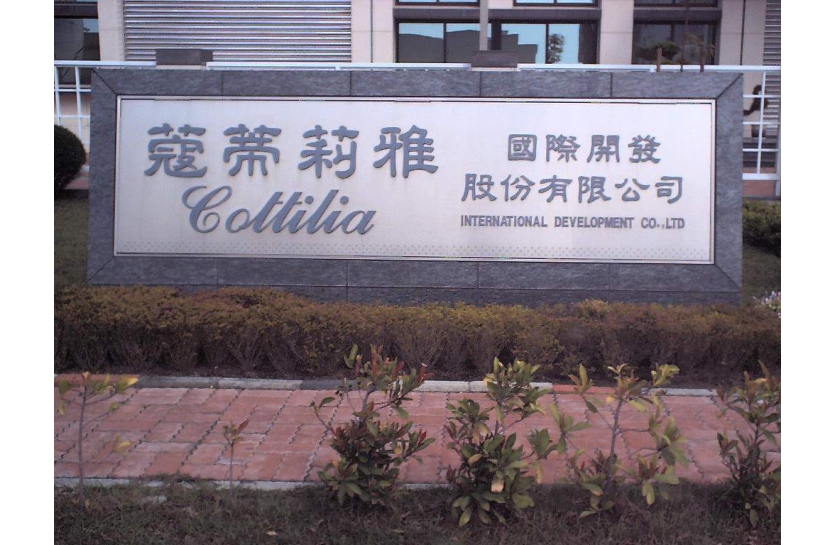 蔻蒂莉雅
Cottilia
國際開發
股份有限公司
INTERNATIONAL DEVELOPMENT CO.,LTD